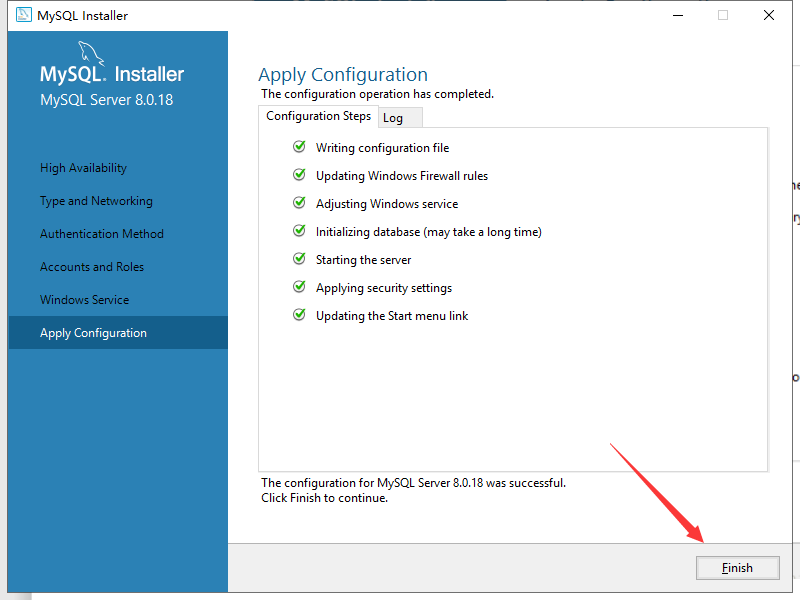 MySQL Installer
MySQL. Installer
MySQL Server 8.0.18
High Availability
Type and Networking
Authentication Method
Accounts and Roles
Windows Service
Apply Configuration
Apply Configuration
The configuration operation has completed.
Configuration Steps
Log
Writing configuration file
Updating Windows Firewall rules
Adjusting Windows service
Initializing database (may take a long time)
Starting the server
Applying security settings
Updating the Start menu link
The configuration for MySQL Server 8.0.18 was successful.
Click Finish to continue.
Finish